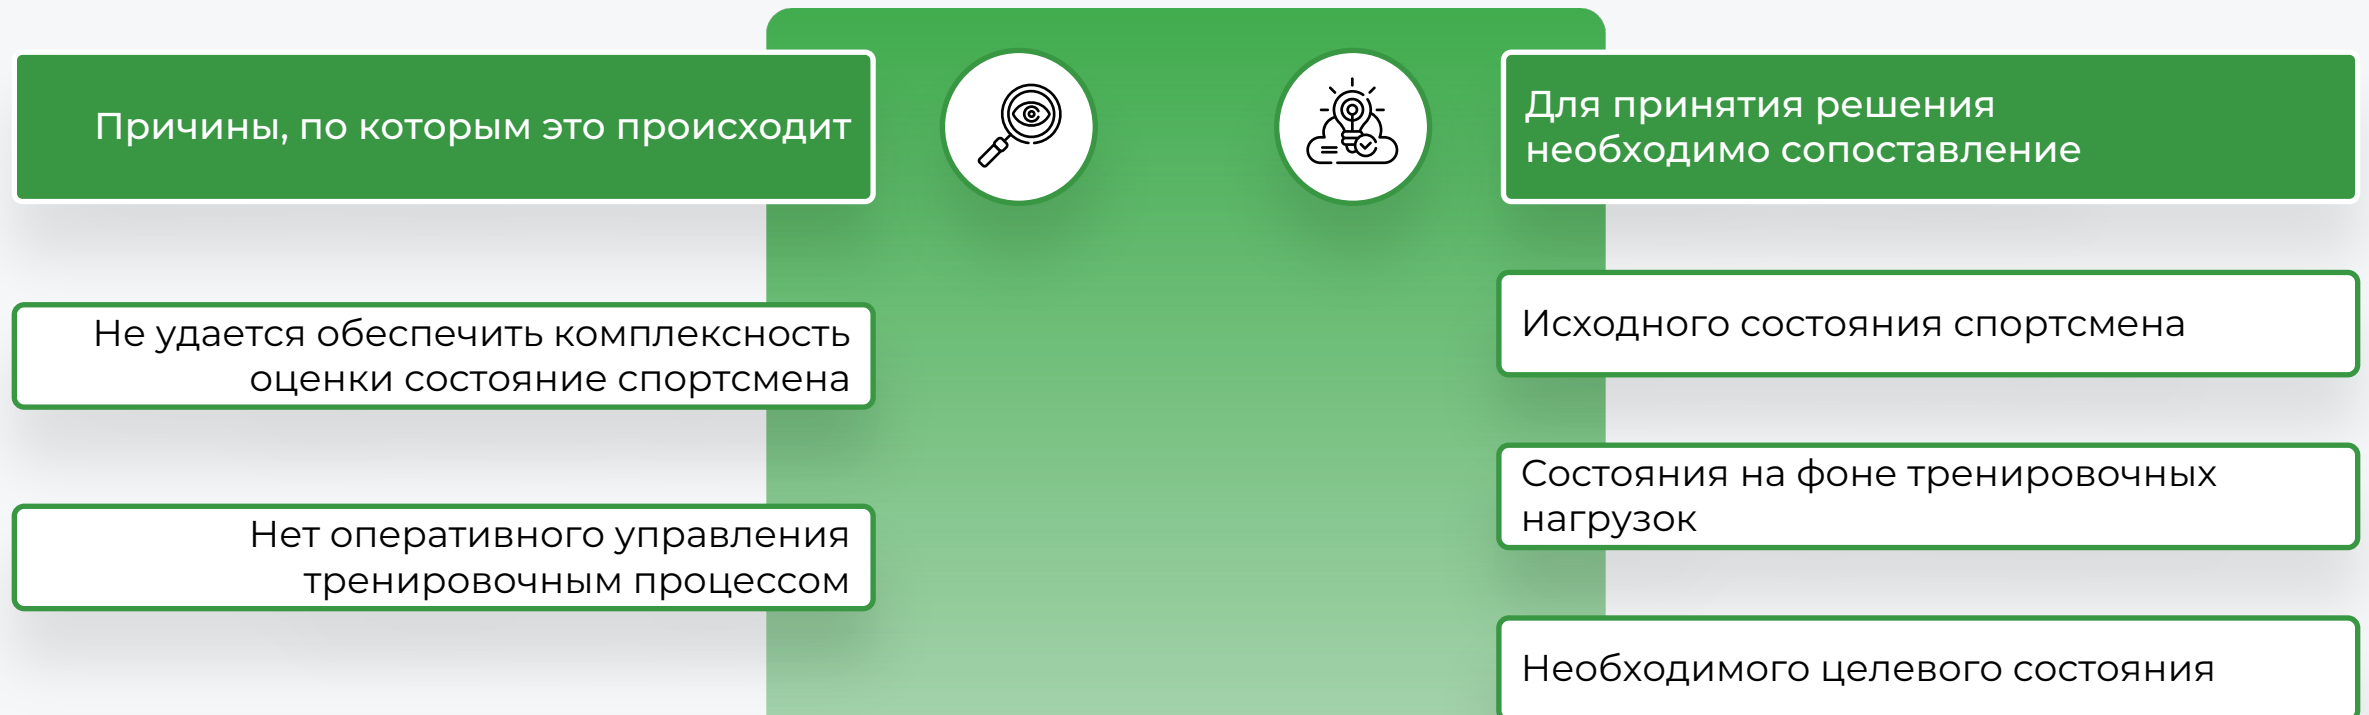 Причины, по которым это происходит
Не удается обеспечить комплексность
оценки состояние спортсмена
Нет оперативного управления
тренировочным процессом
Для принятия решения
необходимо сопоставление
Исходного состояния спортсмена
Состояния на фоне тренировочных
нагрузок
Необходимого целевого состояния